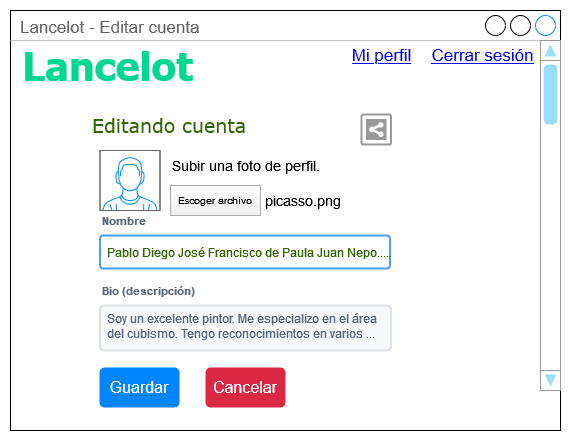 Lancelot - Editar cuenta
Lancelot
Mi perfil
Cerrar sesión
Editando cuenta
Subir una foto de perfil.
Escoger archivo
picasso.png
Nombre
Pablo Diego José Francisco de Paula Juan Nepo.....
Bio (descripción)
Soy un excelente pintor. Me especializo en el área
del cubismo. Tengo reconocimientos en varios ...
Guardar
Cancelar